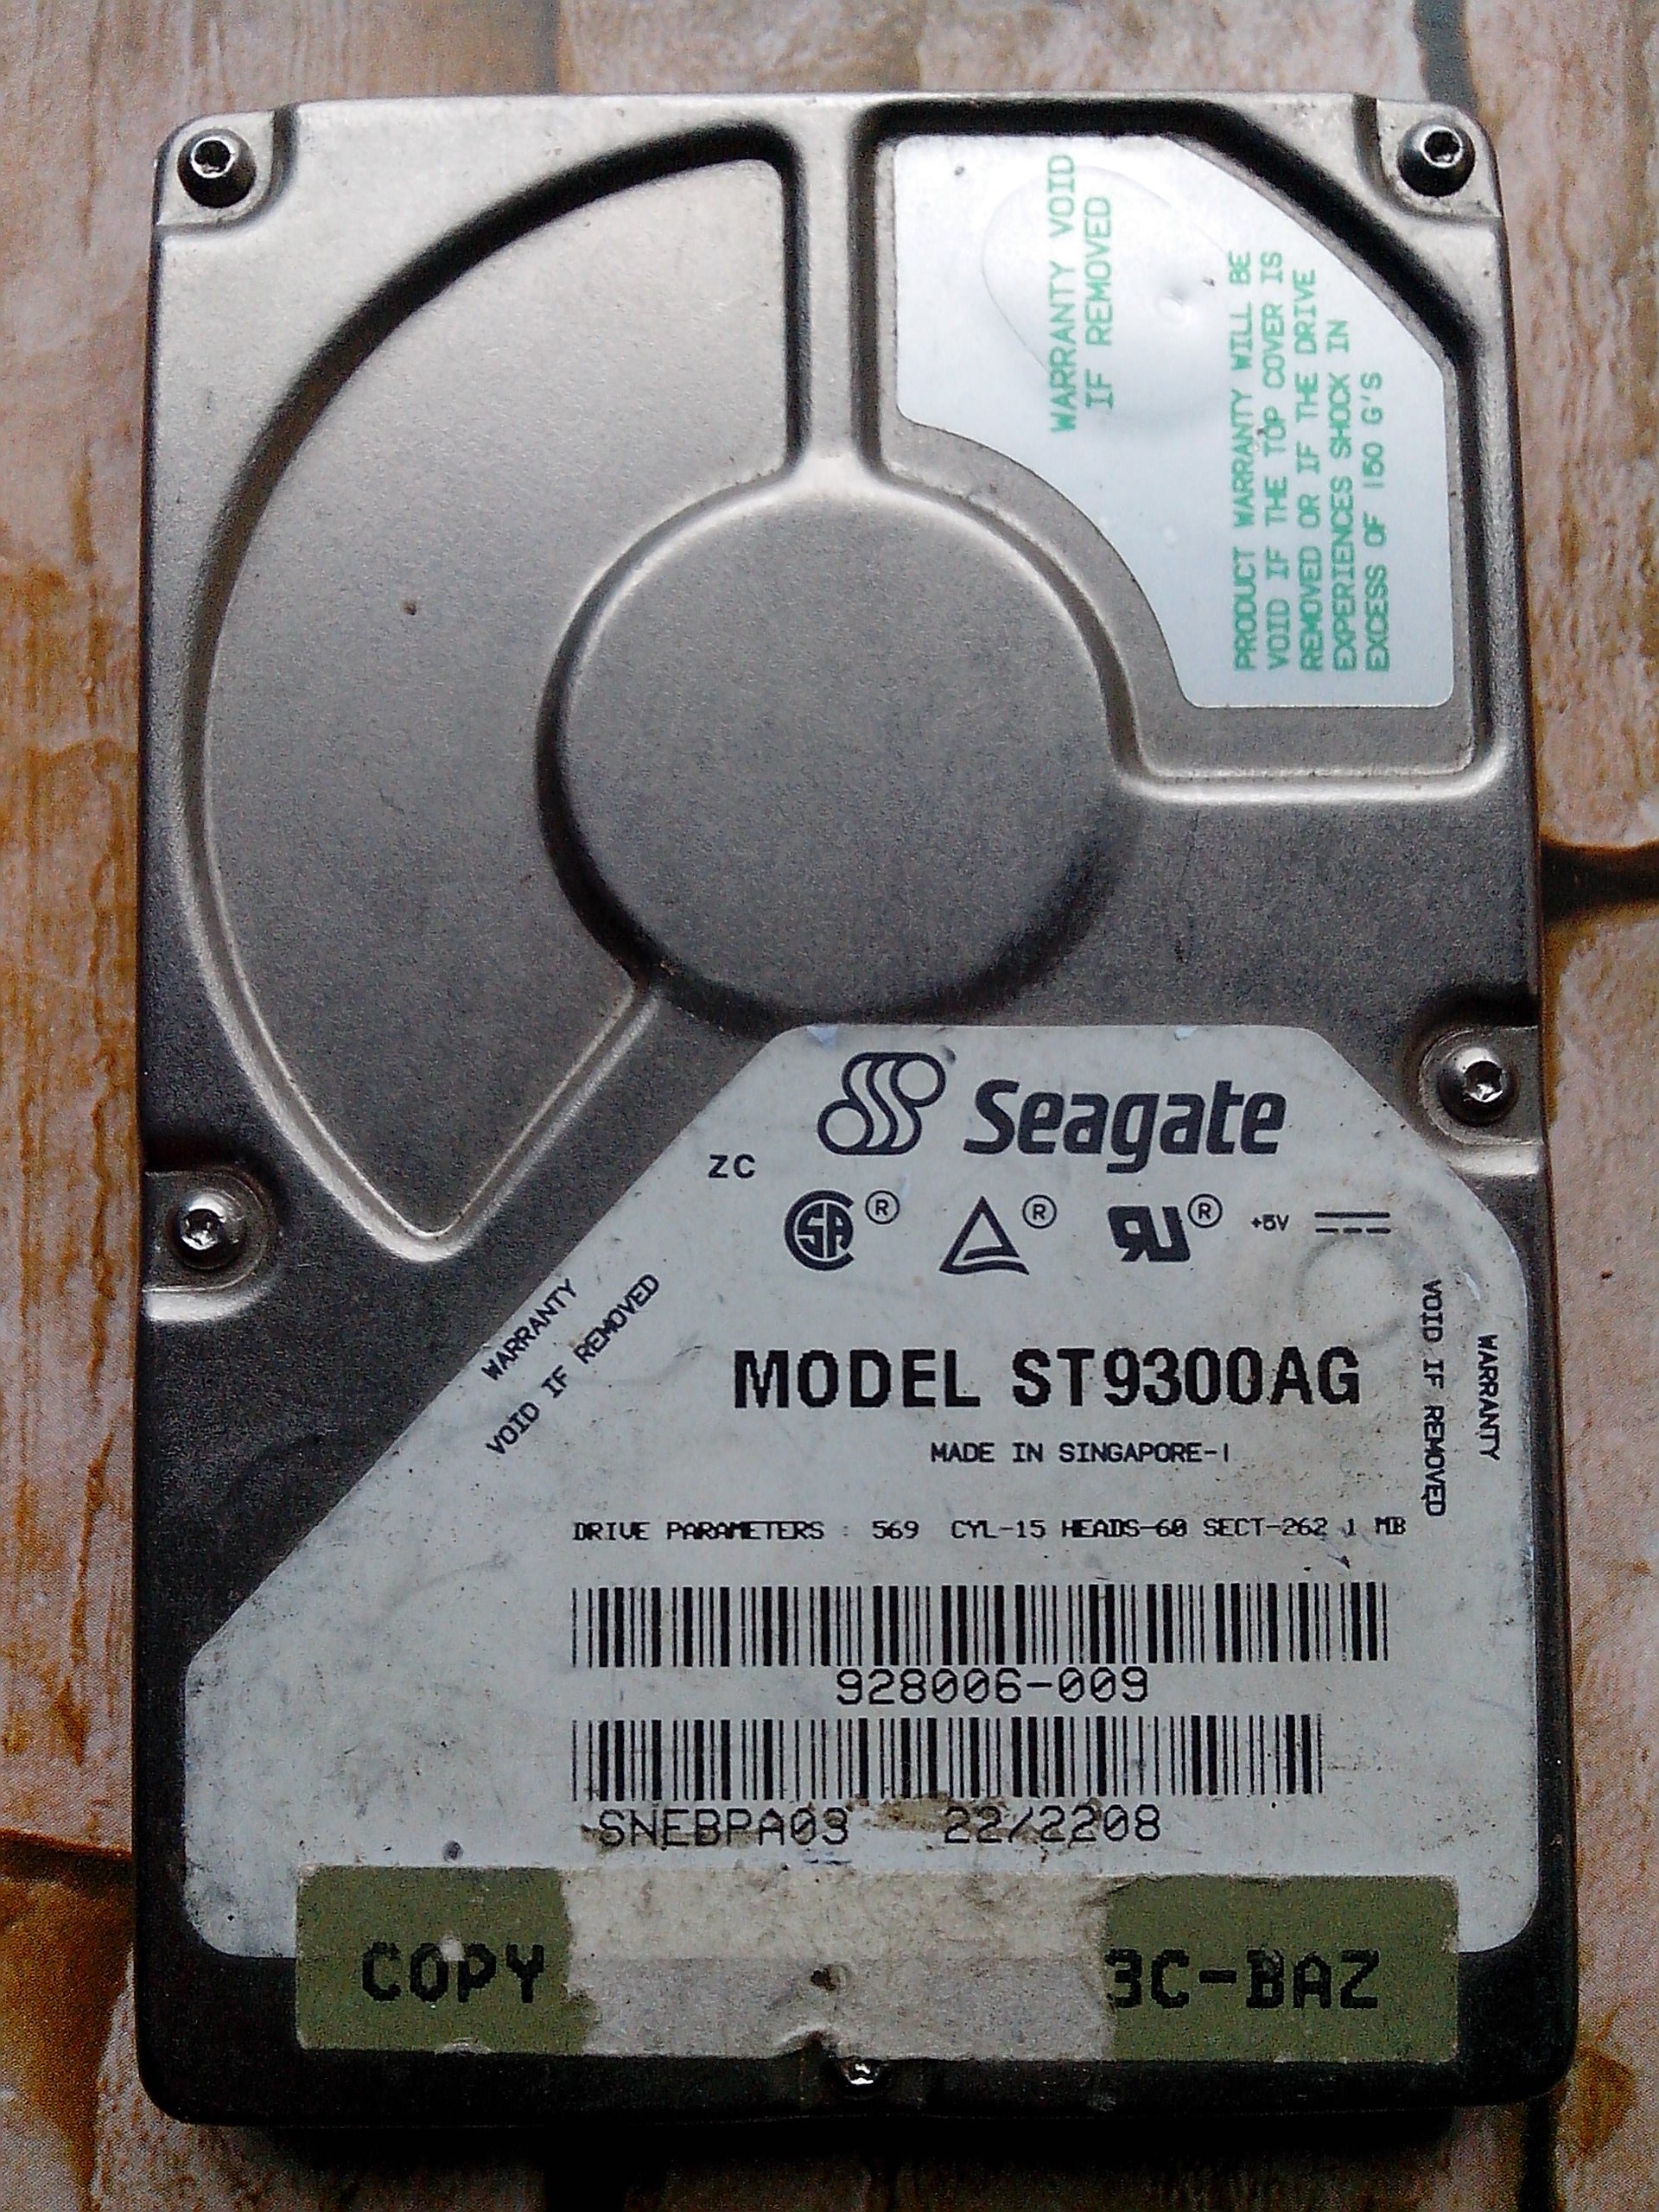 WARRANTY VOID
IF REMOVED
PRODUCT WARRANTY WILL BE
VOID IF THE TOP COVER IS
REMOVED OR IF THE DRIVE
EXPERIENCES SHOCK IN
EXCESS OF 150 G'S
Seagate
ZC
SA ® ® RU ® +5V
WARRANTY
VOID IF REMOVED
WARRANTY
VOID IF REMOVED
MODEL ST9300AG
MADE IN SINGAPORE-1
DRIVE PARAMETERS : 569 CYL-15 HEADS-60 SECT-262.1 MB
928006-009
SNEBPA03 22/2208
COPY 3C-BAZ